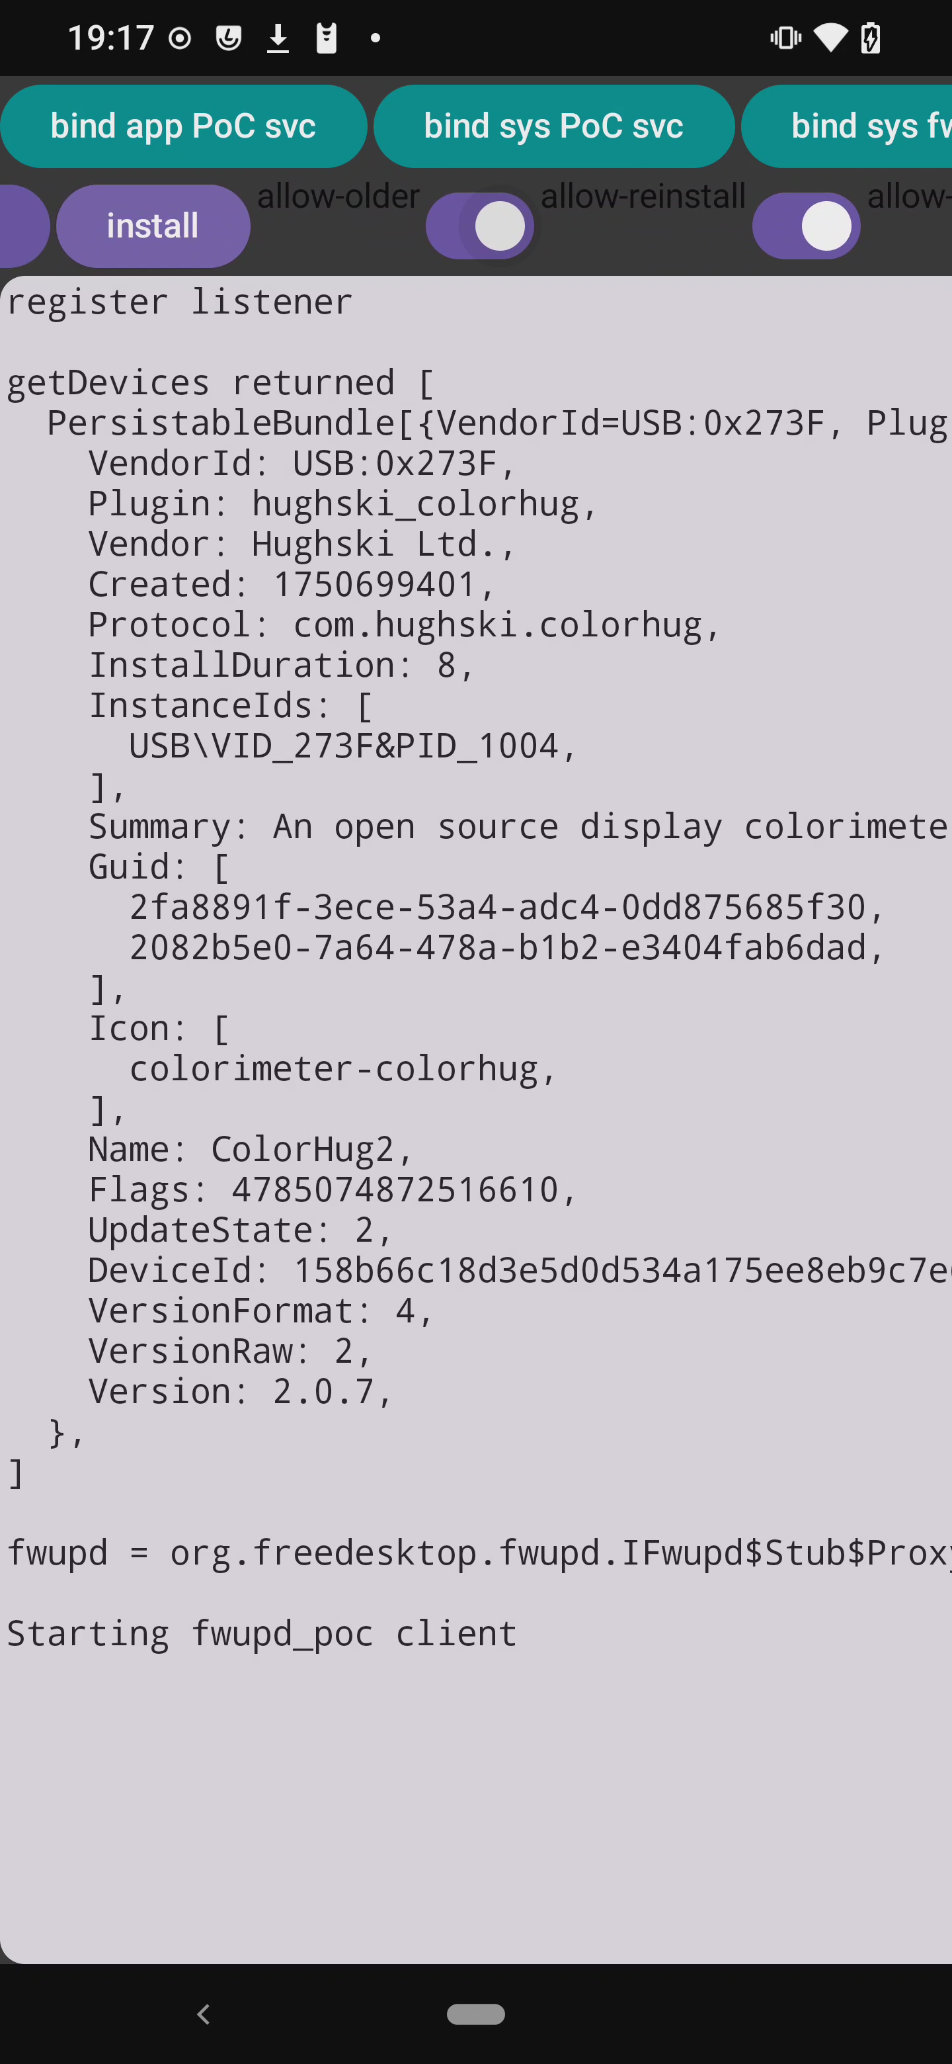 19:17
bind app PoC svc bind sys PoC svc bind sys fw
install allow-older allow-reinstall allow-
register listener
getDevices returned [
PersistableBundle[{VendorId=USB:0x273F, Plug
VendorId: USB:0x273F,
Plugin: hughski_colorhug,
Vendor: Hughski Ltd.,
Created: 1750699401,
Protocol: com.hughski.colorhug,
InstallDuration: 8,
InstanceIds: [
USB\VID_273F&PID_1004,
],
Summary: An open source display colorimete
Guid: [
2fa8891f-3ece-53a4-adc4-0dd875685f30,
2082b5e0-7a64-478a-b1b2-e3404fab6dad,
],
Icon: [
colorimeter-colorhug,
],
Name: ColorHug2,
Flags: 4785074872516610,
UpdateState: 2,
DeviceId: 158b66c18d3e5d0d534a175ee8eb9c7e
VersionFormat: 4,
VersionRaw: 2,
Version: 2.0.7,
},
]
fwupd = org.freedesktop.fwupd.IFwupd$Stub$Proxy
Starting fwupd_poc client